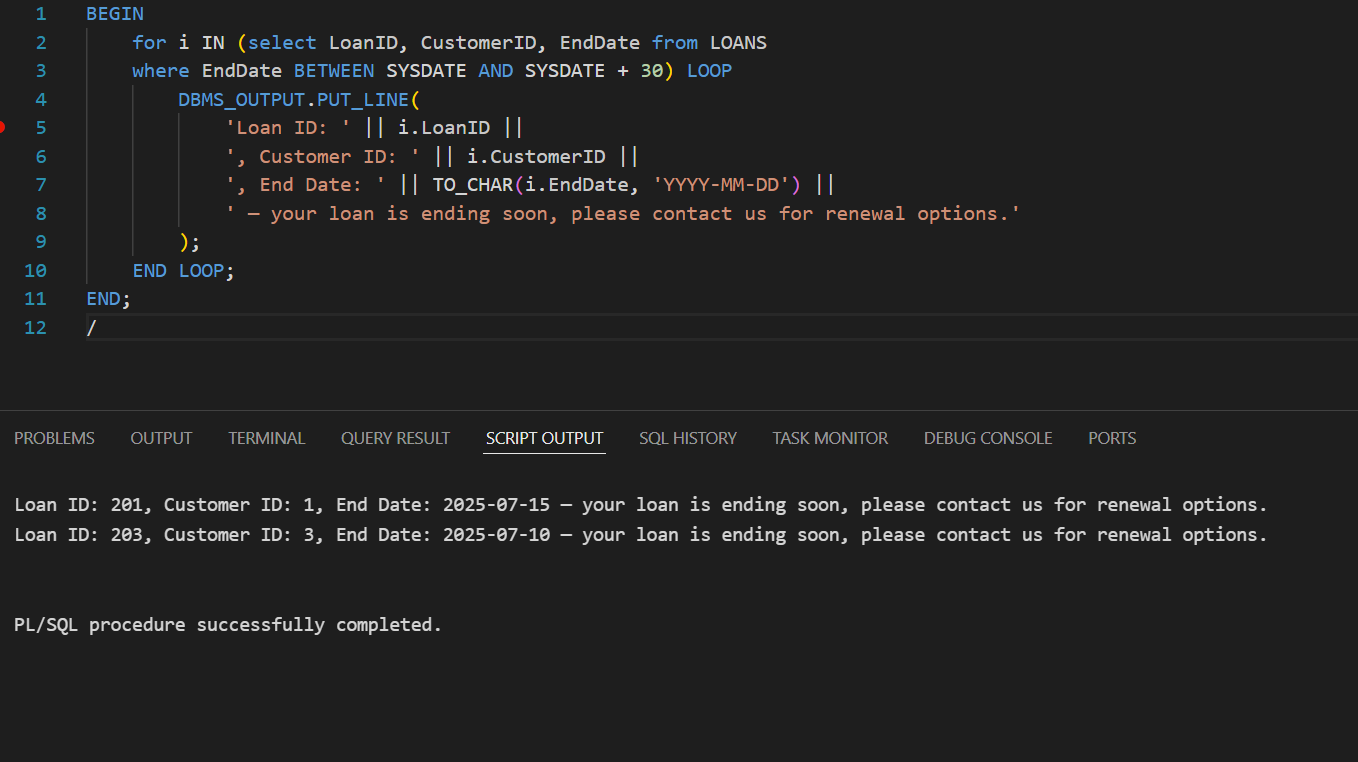 1 BEGIN
2 for i IN (select LoanID, CustomerID, EndDate from LOANS
3 where EndDate BETWEEN SYSDATE AND SYSDATE + 30) LOOP
4 DBMS_OUTPUT.PUT_LINE(
5 'Loan ID: ' || i.LoanID ||
6 ', Customer ID: ' || i.CustomerID ||
7 ', End Date: ' || TO_CHAR(i.EndDate, 'YYYY-MM-DD') ||
8 ' — your loan is ending soon, please contact us for renewal options.'
9 );
10 END LOOP;
11 END;
12 /
PROBLEMS OUTPUT TERMINAL QUERY RESULT SCRIPT OUTPUT SQL HISTORY TASK MONITOR DEBUG CONSOLE PORTS
Loan ID: 201, Customer ID: 1, End Date: 2025-07-15 — your loan is ending soon, please contact us for renewal options.
Loan ID: 203, Customer ID: 3, End Date: 2025-07-10 — your loan is ending soon, please contact us for renewal options.
PL/SQL procedure successfully completed.